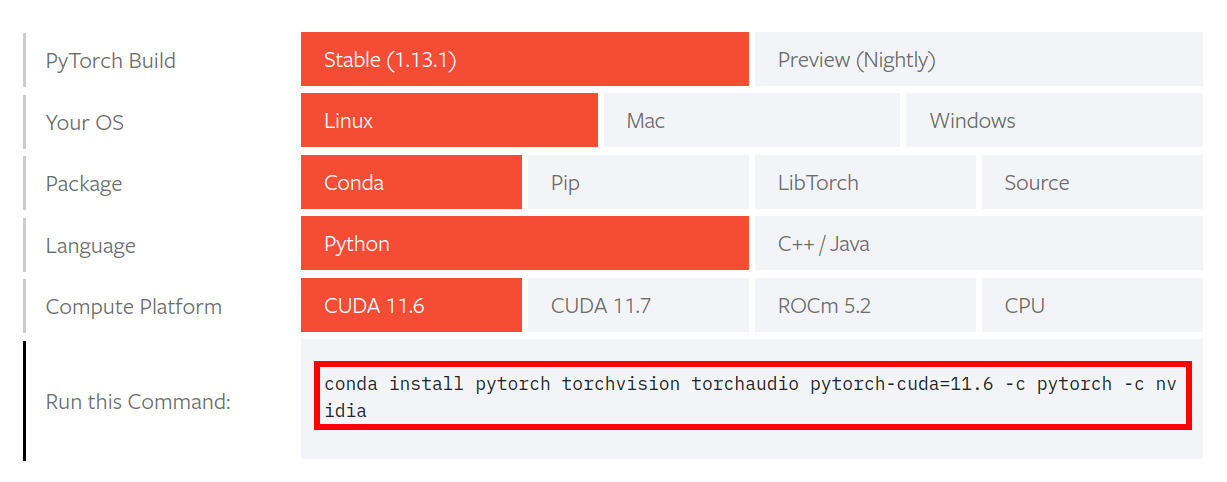 PyTorch Build Stable (1.13.1) Preview (Nightly)
Your OS Linux Mac Windows
Package Conda Pip LibTorch Source
Language Python C++ / Java
Compute Platform CUDA 11.6 CUDA 11.7 ROCm 5.2 CPU
Run this Command: conda install pytorch torchvision torchaudio pytorch-cuda=11.6 -c pytorch -c nv
idia